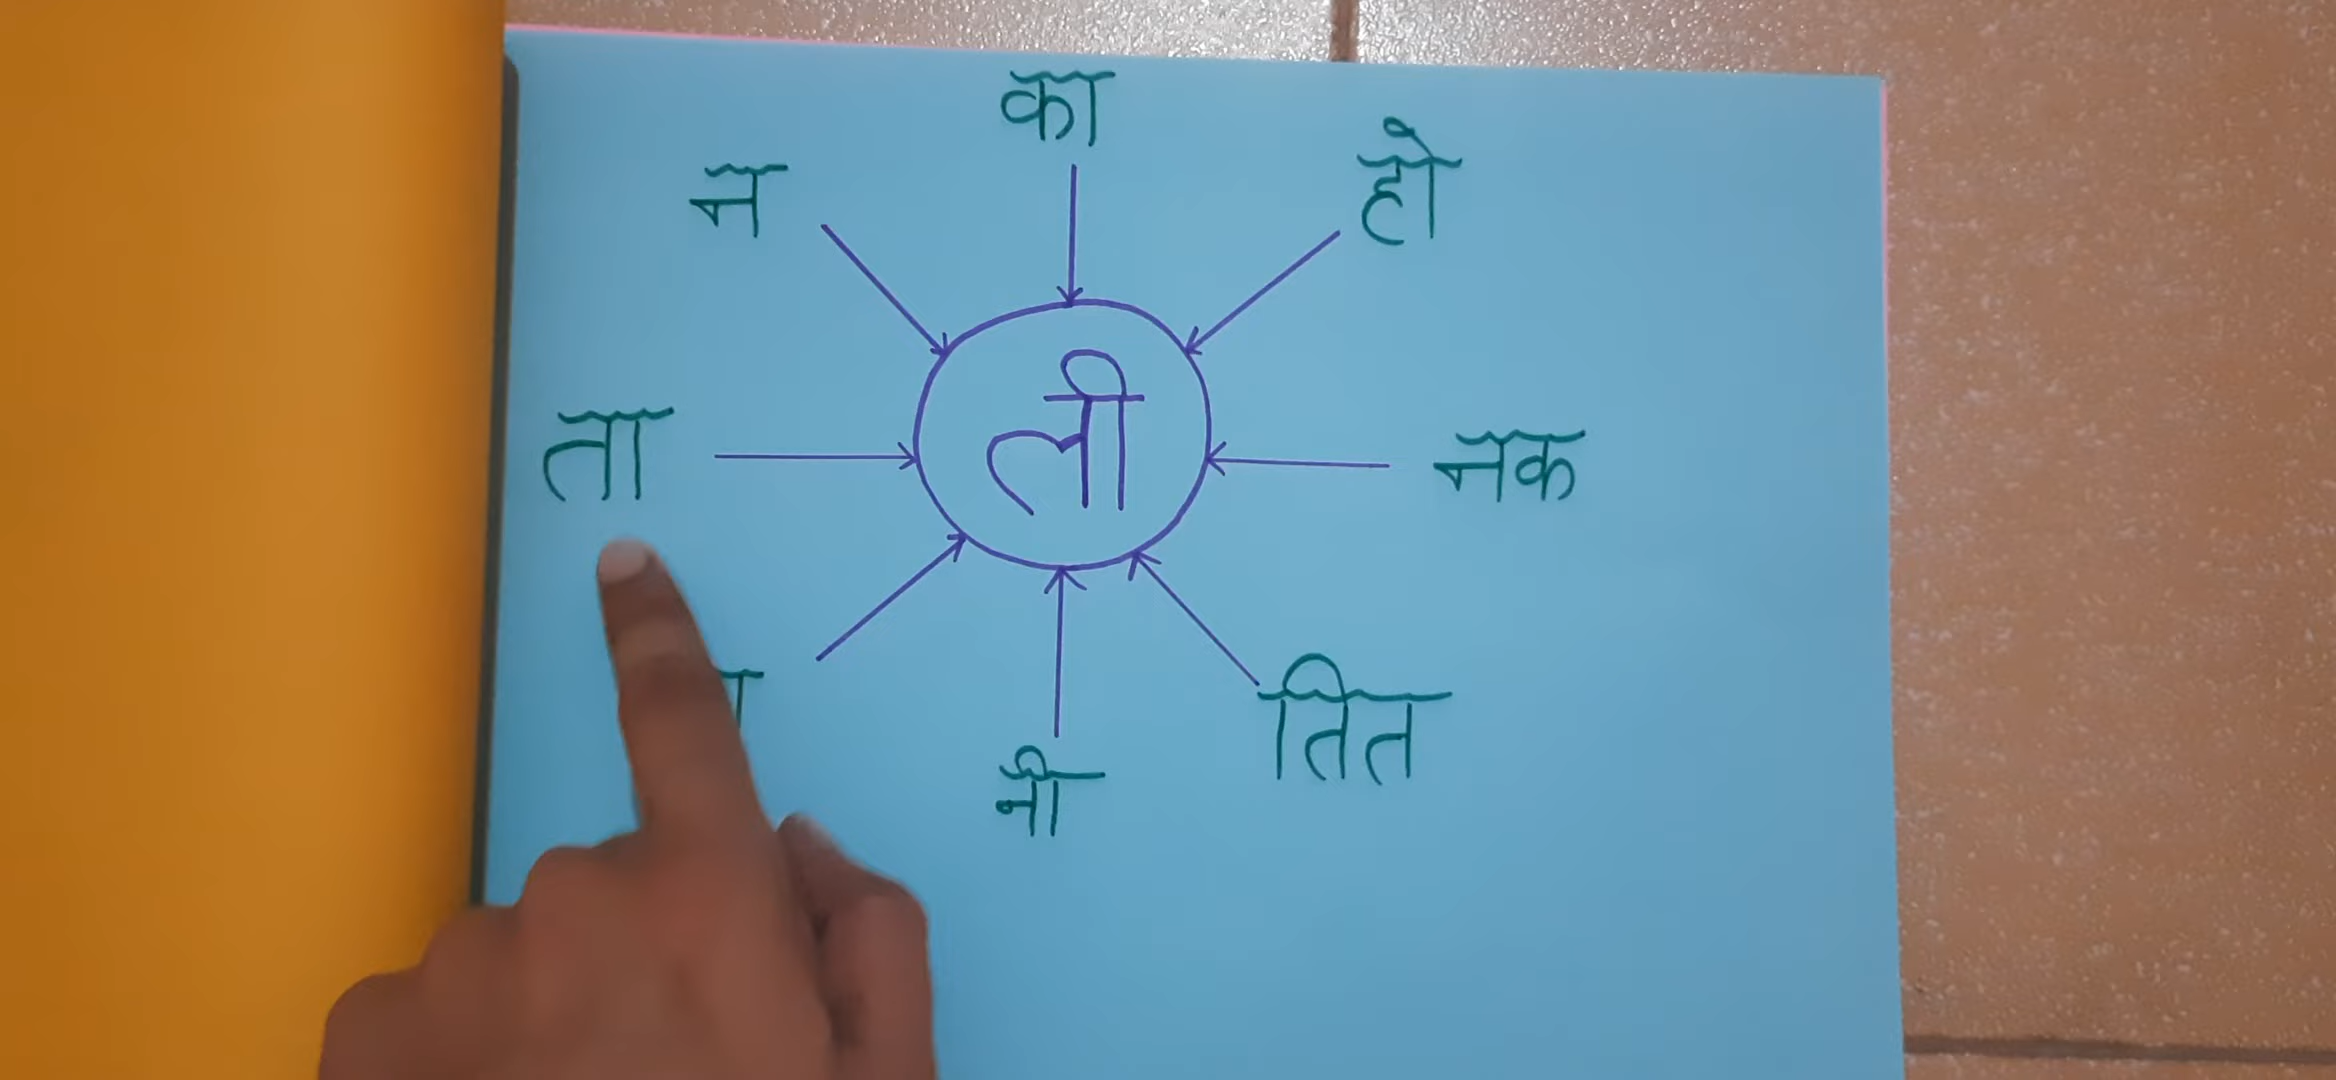 का
होे
न
ली
ता
नक
तित
नी